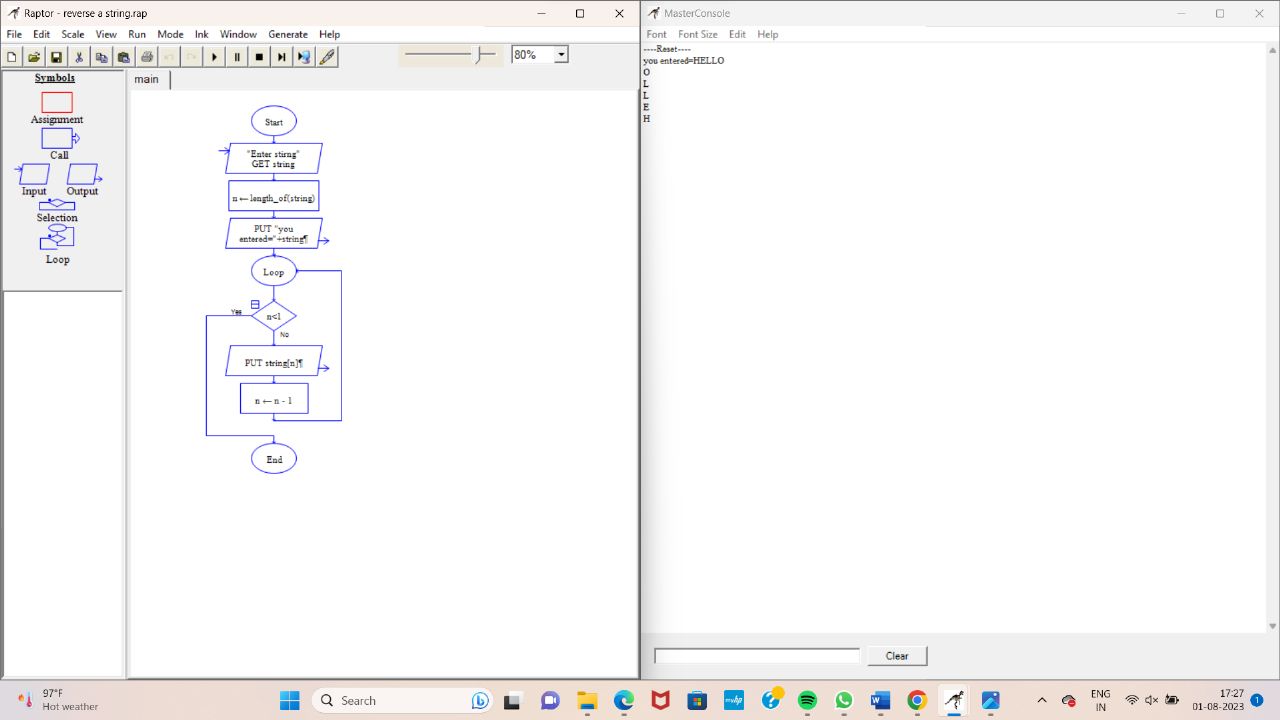 Raptor - reverse a string.rap
File Edit Scale View Run Mode Ink Window Generate Help
80%
Symbols
Assignment
Call
Input Output
Selection
Loop
main
Start
"Enter stirng"
GET string
n ← length_of(string)
PUT "you
entered="+string¶
Loop
Yes
n<1
No
PUT string[n]¶
n ← n - 1
End
MasterConsole
Font Font Size Edit Help
----Reset----
you entered=HELLO
O
L
L
E
H
Clear
97°F
Hot weather
Search
myhp
ENG
IN
17:27
01-08-2023
1